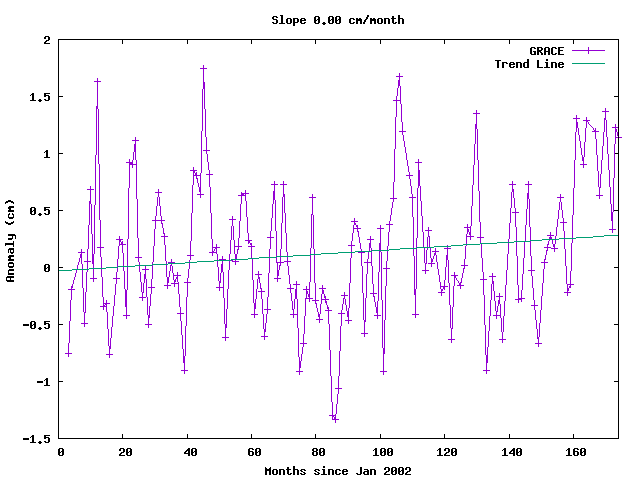 Slope 0.00 cm/month
GRACE
Trend Line
Anomaly (cm)
2
1.5
1
0.5
0
-0.5
-1
-1.5
0 20 40 60 80 100 120 140 160
Months since Jan 2002